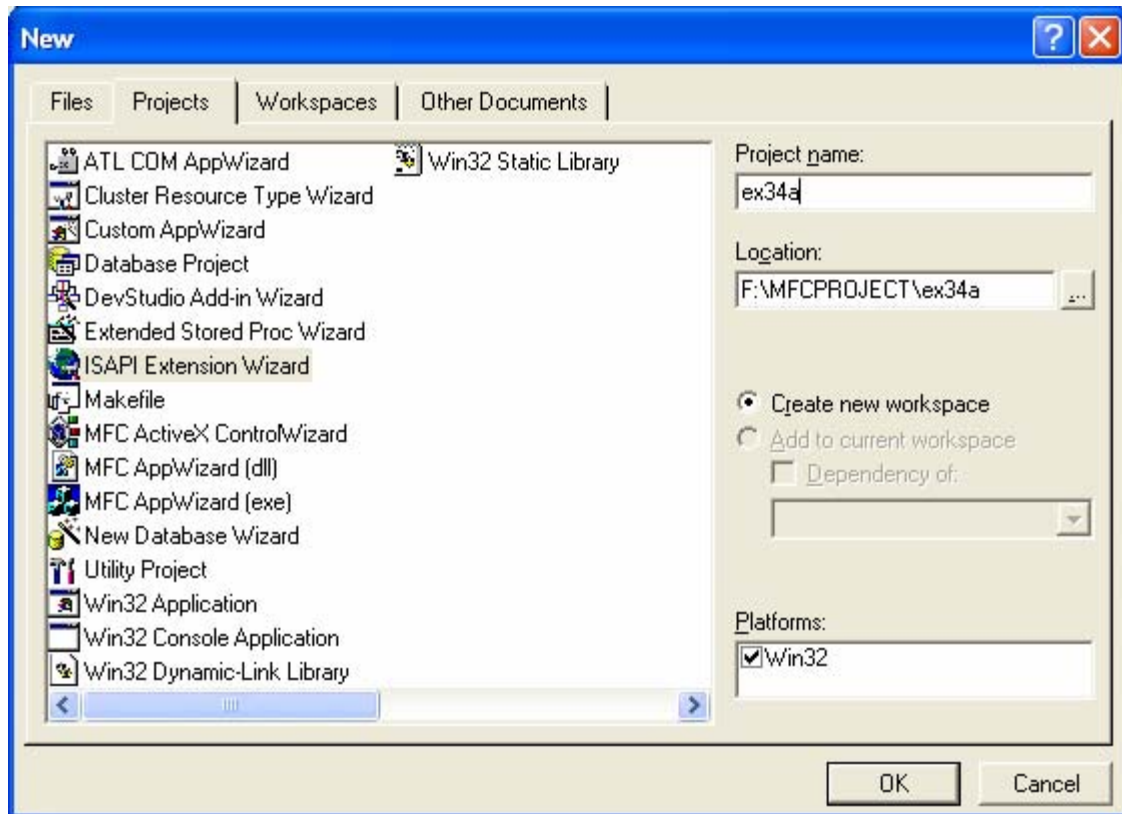 New
Files
Projects
Workspaces
Other Documents
ATL COM AppWizard
Cluster Resource Type Wizard
Custom AppWizard
Database Project
DevStudio Add-in Wizard
Extended Stored Proc Wizard
ISAPI Extension Wizard
Makefile
MFC ActiveX ControlWizard
MFC AppWizard (dll)
MFC AppWizard (exe)
New Database Wizard
Utility Project
Win32 Application
Win32 Console Application
Win32 Dynamic-Link Library
Win32 Static Library
Project name:
ex34a
Location:
F:\MFCPROJECT\ex34a
...
Create new workspace
Add to current workspace
Dependency of:
Platforms:
Win32
OK
Cancel